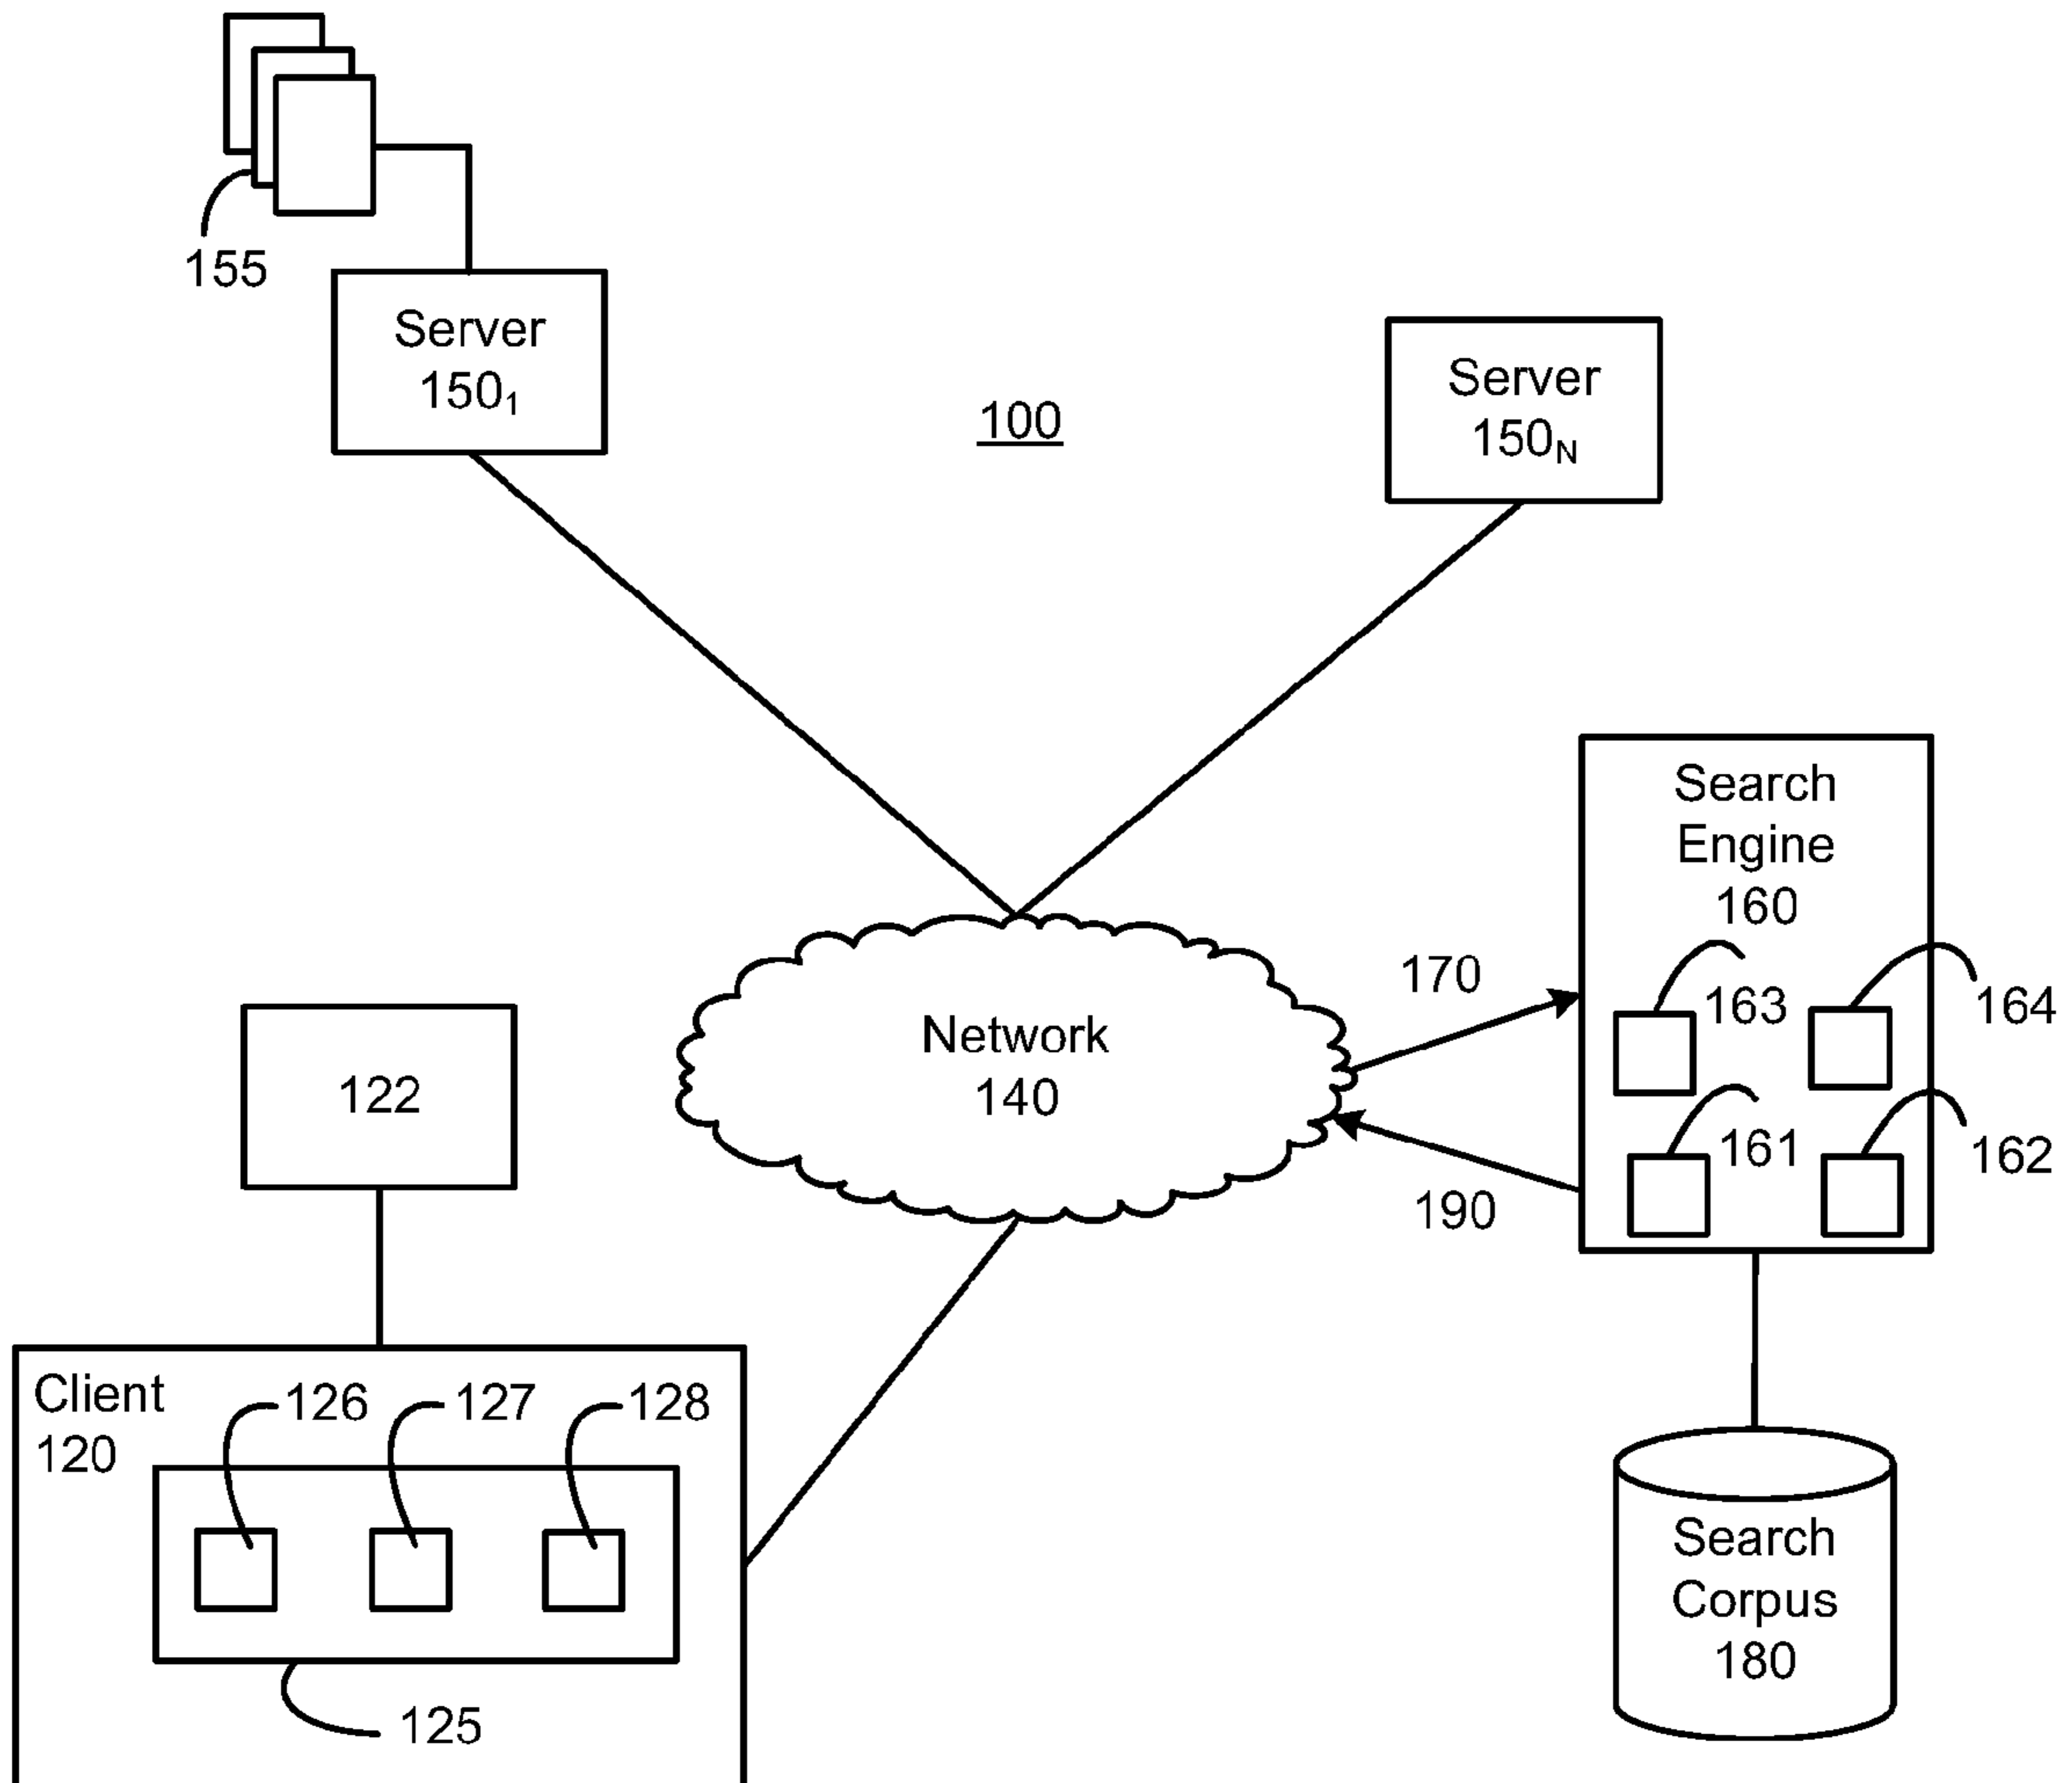 155
Server
150₁
100
Server
150N
Search
Engine
160
170
163
164
Network
140
122
161
162
190
Client
120
126
127
128
Search
Corpus
180
125